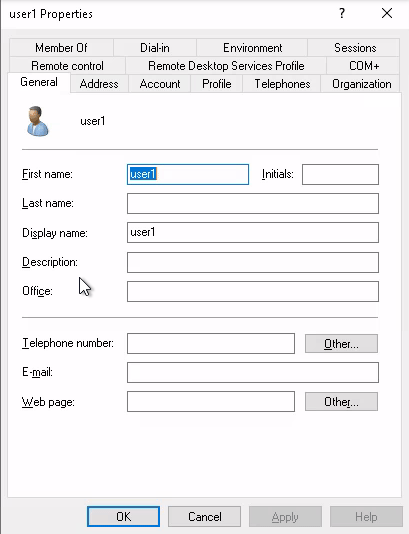 user1 Properties
?
Member Of Dial-in Environment Sessions
Remote control Remote Desktop Services Profile COM+
General Address Account Profile Telephones Organization
user1
First name: user1 Initials:
Last name:
Display name: user1
Description:
Office:
Telephone number: Other...
E-mail:
Web page: Other...
OK Cancel Apply Help